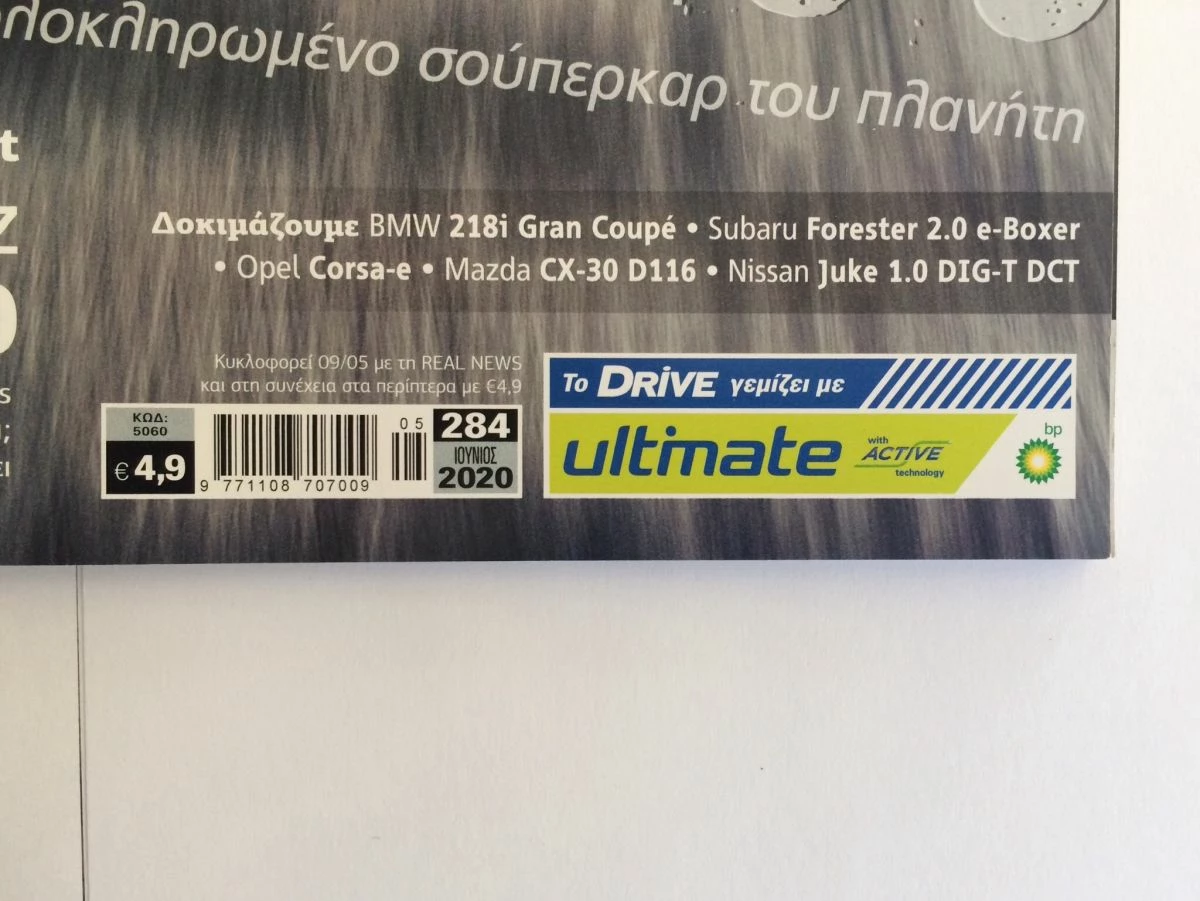 λοκληρωμένο σούπερκαρ του πλανήτη
t
Z
Δοκιμάζουμε BMW 218i Gran Coupé • Subaru Forester 2.0 e-Boxer
• Opel Corsa-e • Mazda CX-30 D116 • Nissan Juke 1.0 DIG-T DCT
s
;
ει
Κυκλοφορεί 09/05 με τη REAL NEWS
και στη συνέχεια στα περίπτερα με €4,9
ΚΩΔ:
5060
€4,9
9 771108 707009
05
284
ΙΟΥΝΙΟΣ
2020
Το DRIVE γεμίζει με
ultimate with ACTIVE technology
bp